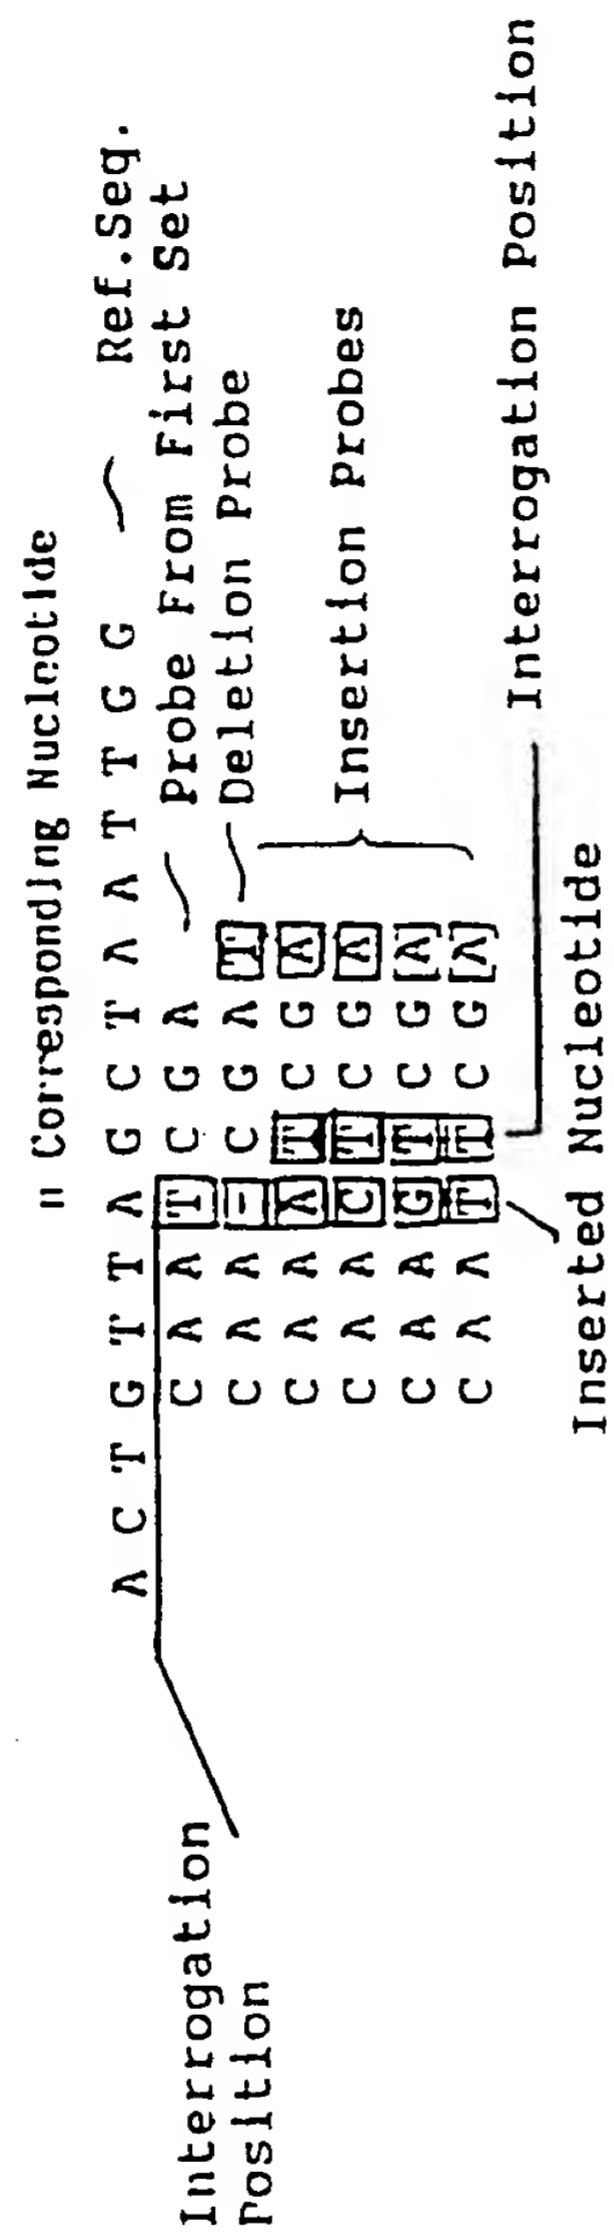 n Corresponding Nucleotide
A C T G T T A G C T A A T T G G Ref.Seq.
C A A T C G A Probe From First Set
C A A - C G A T Deletion Probe
C A A A T C G A
C A A C T C G A
C A A G T C G A
C A A T T C G A
Insertion Probes
Interrogation Position
Inserted Nucleotide
Interrogation
Position